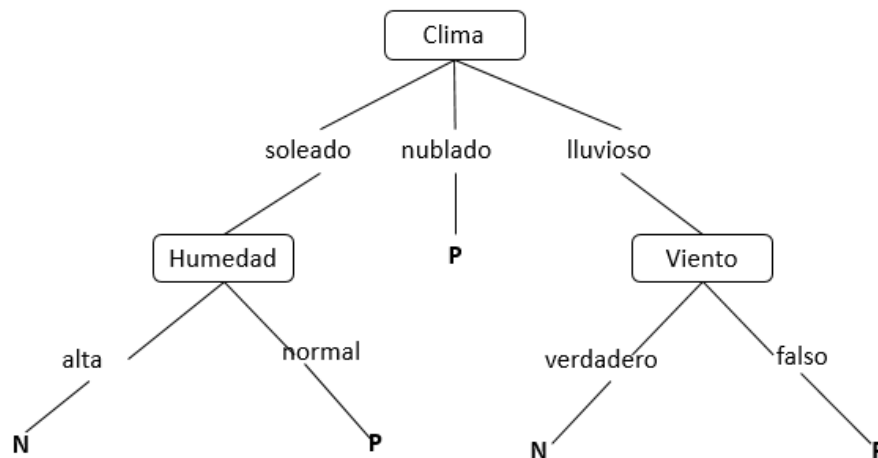 Clima
soleado
nublado
lluvioso
Humedad
P
Viento
alta
normal
verdadero
falso
N
P
N